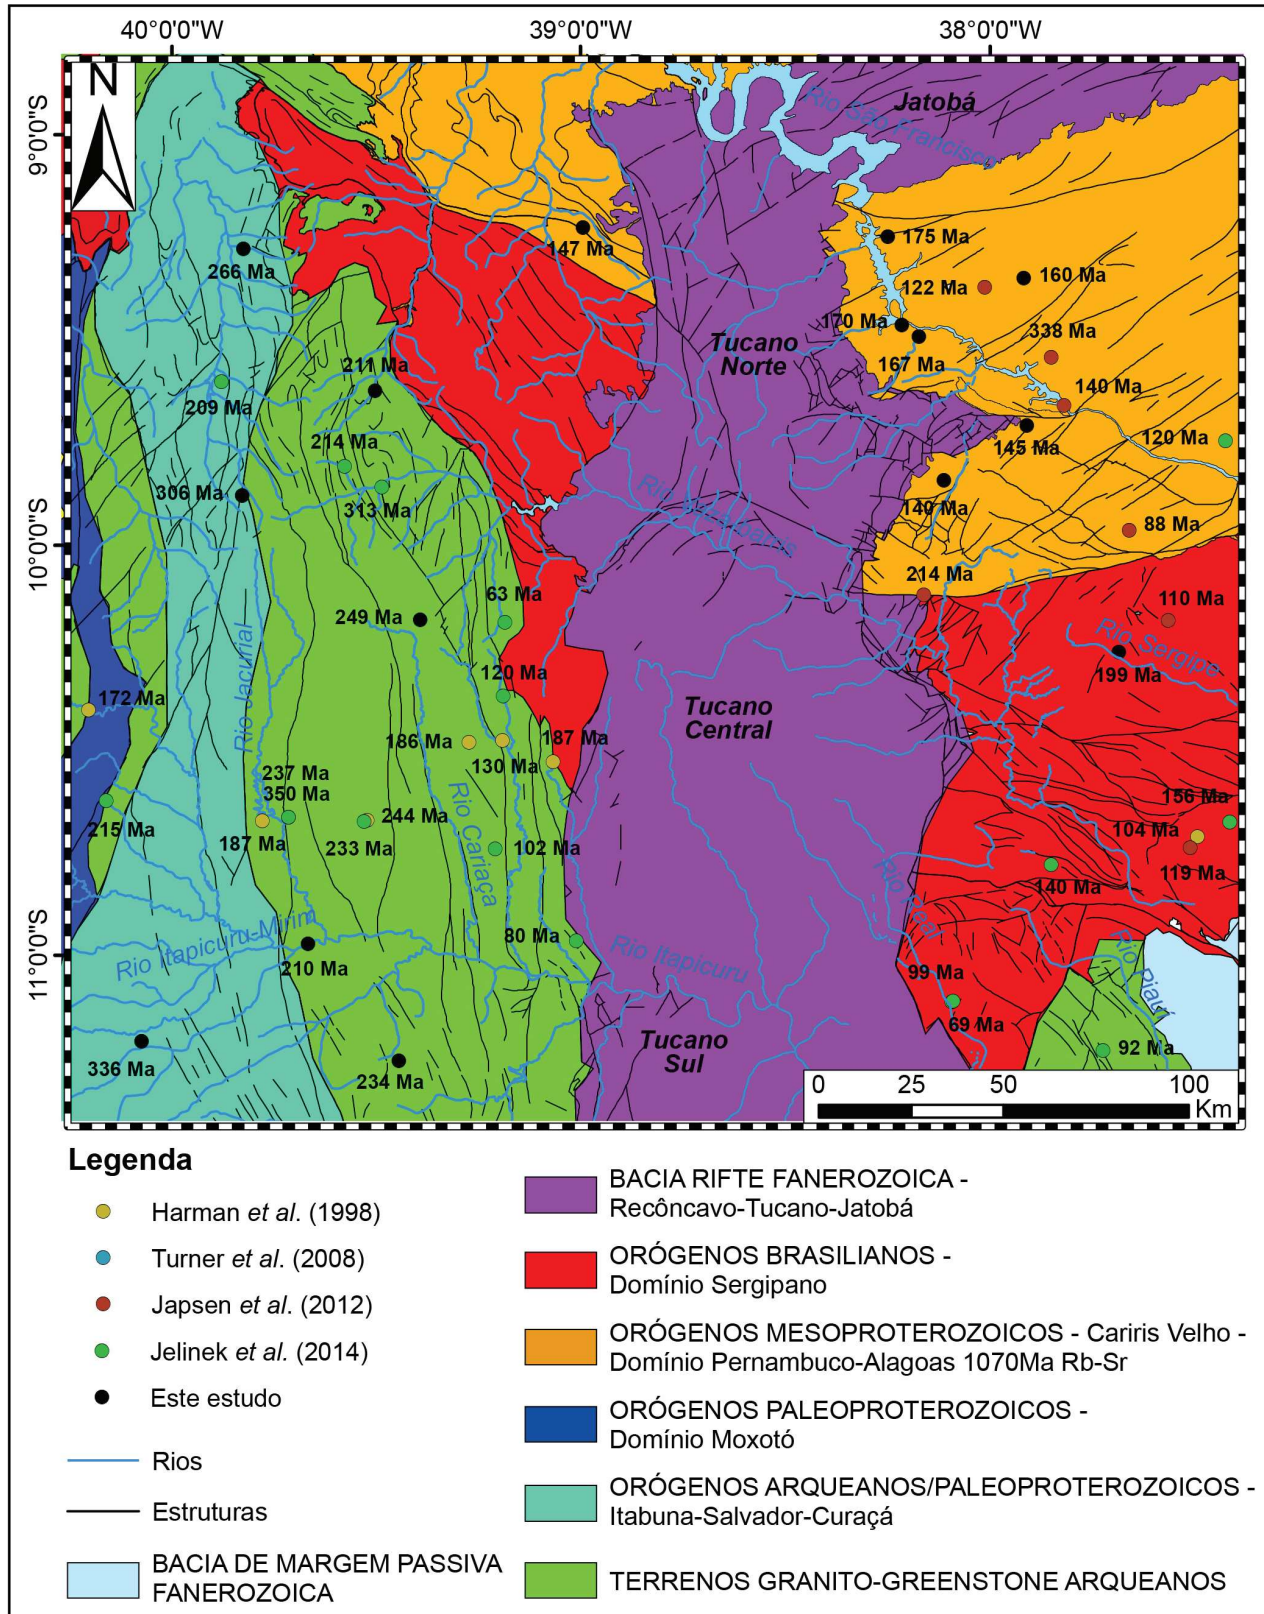 40°0'0"W
39°0'0"W
38°0'0"W
N
9°0'0"S
10°0'0"S
11°0'0"S
Jatobá
Rio São Francisco
147 Ma
175 Ma
266 Ma
122 Ma
160 Ma
170 Ma
338 Ma
Tucano
Norte
167 Ma
211 Ma
209 Ma
140 Ma
214 Ma
120 Ma
145 Ma
306 Ma
313 Ma
140 Ma
88 Ma
214 Ma
63 Ma
110 Ma
249 Ma
Rio Sergipe
199 Ma
120 Ma
Rio Jacurial
172 Ma
Tucano
Central
186 Ma
187 Ma
130 Ma
237 Ma
350 Ma
156 Ma
Rio Cariaça
244 Ma
215 Ma
187 Ma
233 Ma
102 Ma
104 Ma
119 Ma
140 Ma
Rio Real
Rio Itapicuru-Mirim
80 Ma
Rio Itapicuru
210 Ma
Rio Piauí
99 Ma
69 Ma
336 Ma
234 Ma
Tucano
Sul
92 Ma
0 25 50 100
Km
Legenda
Harman et al. (1998)
Turner et al. (2008)
Japsen et al. (2012)
Jelinek et al. (2014)
Este estudo
Rios
Estruturas
BACIA DE MARGEM PASSIVA
FANEROZOICA
BACIA RIFTE FANEROZOICA -
Recôncavo-Tucano-Jatobá
ORÓGENOS BRASILIANOS -
Domínio Sergipano
ORÓGENOS MESOPROTEROZOICOS - Cariris Velho -
Domínio Pernambuco-Alagoas 1070Ma Rb-Sr
ORÓGENOS PALEOPROTEROZOICOS -
Domínio Moxotó
ORÓGENOS ARQUEANOS/PALEOPROTEROZOICOS -
Itabuna-Salvador-Curaçá
TERRENOS GRANITO-GREENSTONE ARQUEANOS